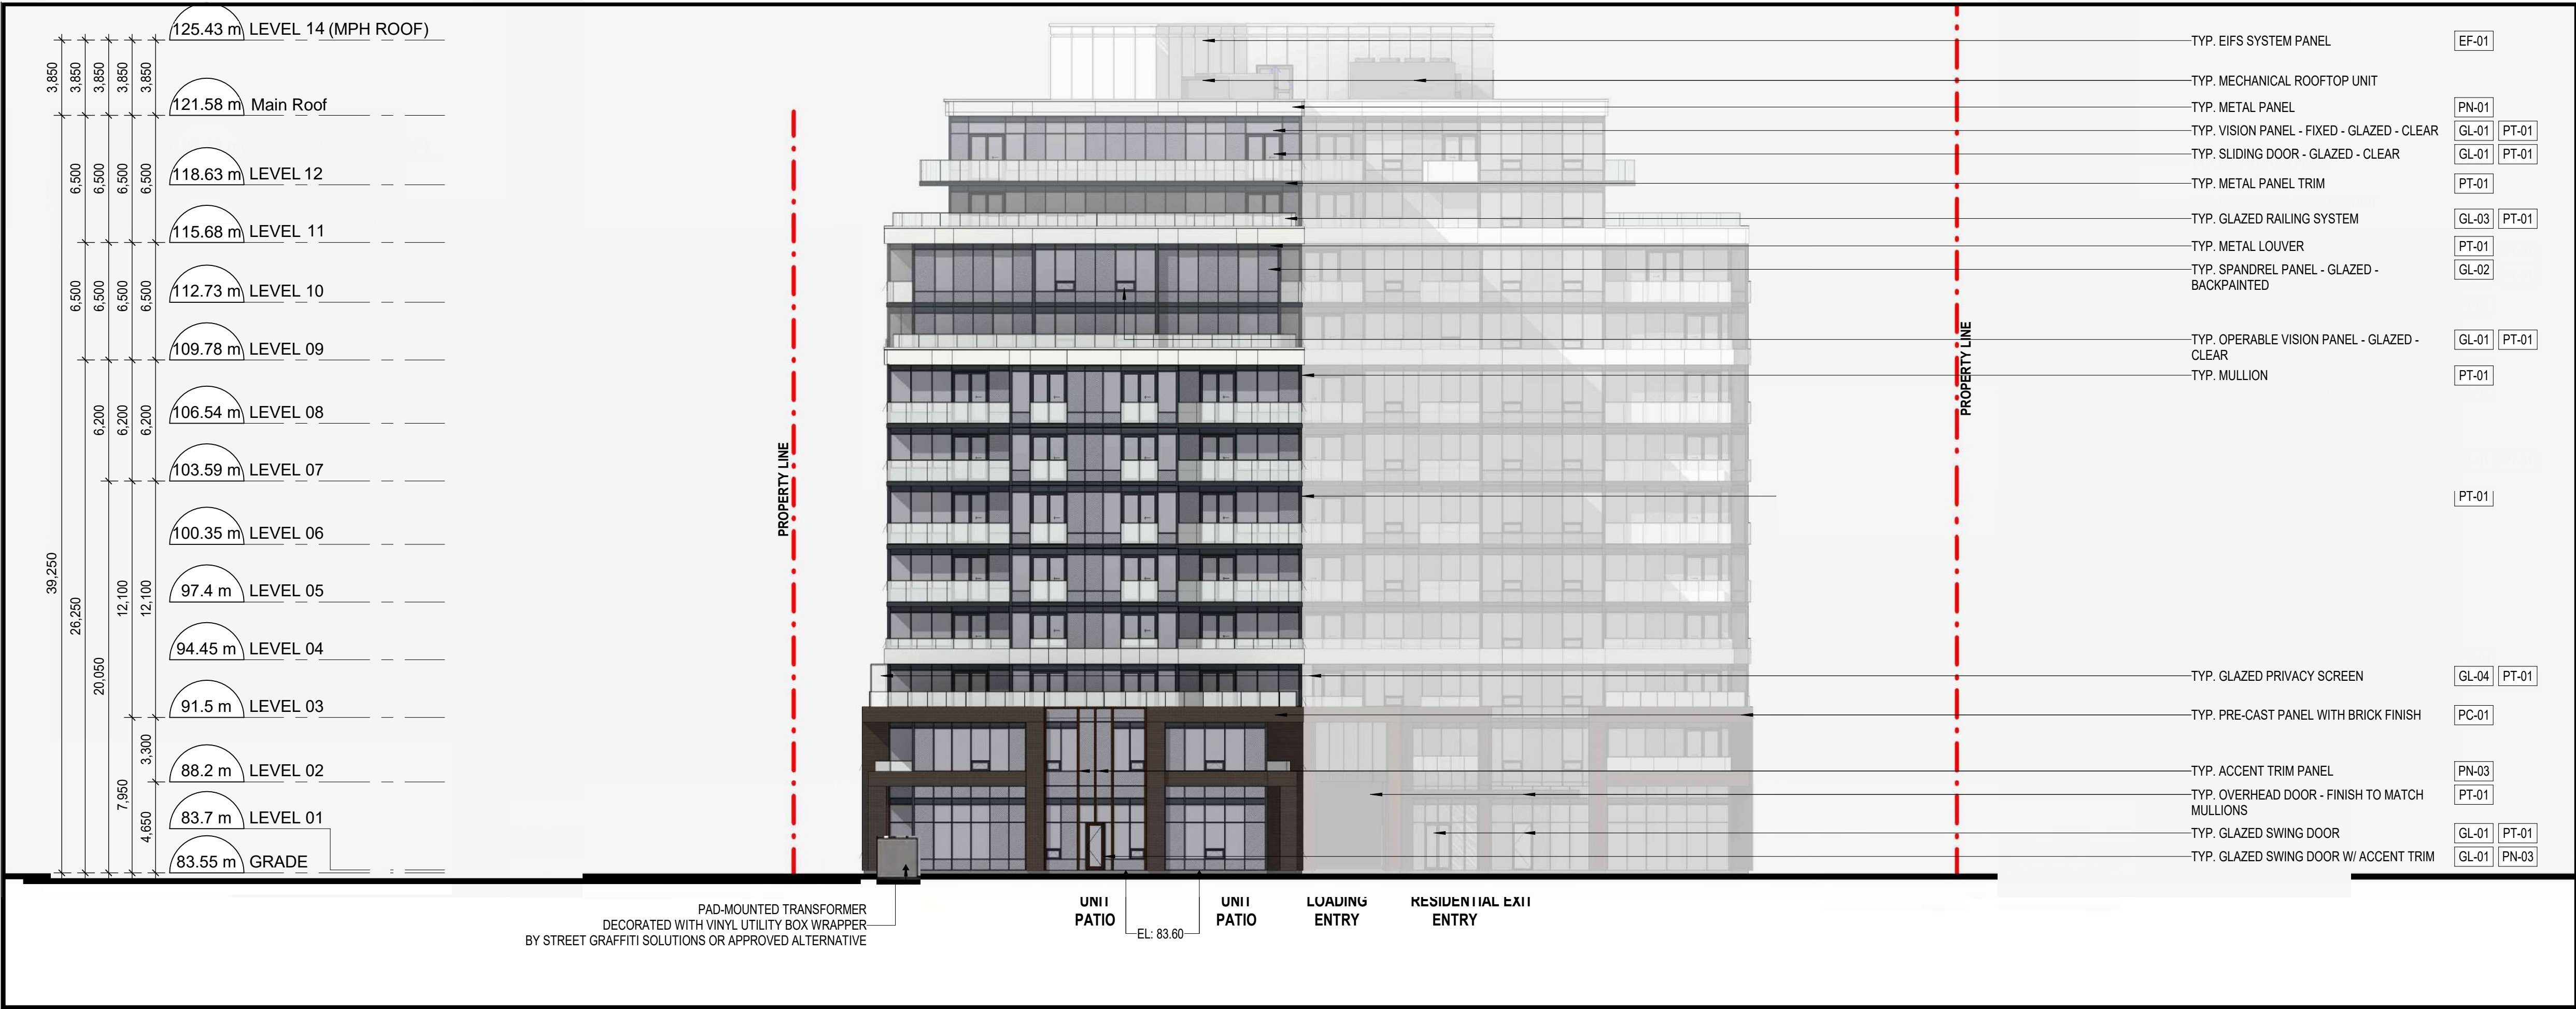 125.43 m LEVEL 14 (MPH ROOF)
121.58 m Main Roof
118.63 m LEVEL 12
115.68 m LEVEL 11
112.73 m LEVEL 10
109.78 m LEVEL 09
106.54 m LEVEL 08
103.59 m LEVEL 07
100.35 m LEVEL 06
97.4 m LEVEL 05
94.45 m LEVEL 04
91.5 m LEVEL 03
88.2 m LEVEL 02
83.7 m LEVEL 01
83.55 m GRADE
3,850 3,850 3,850 3,850 3,850
6,500 6,500 6,500 6,500
6,500 6,500 6,500 6,500
6,200 6,200 6,200
39,250
26,250
20,050
12,100 12,100
3,300
7,950
4,650
PROPERTY LINE
PROPERTY LINE
TYP. EIFS SYSTEM PANEL EF-01
TYP. MECHANICAL ROOFTOP UNIT
TYP. METAL PANEL PN-01
TYP. VISION PANEL - FIXED - GLAZED - CLEAR GL-01 PT-01
TYP. SLIDING DOOR - GLAZED - CLEAR GL-01 PT-01
TYP. METAL PANEL TRIM PT-01
TYP. GLAZED RAILING SYSTEM GL-03 PT-01
TYP. METAL LOUVER PT-01
TYP. SPANDREL PANEL - GLAZED - GL-02
BACKPAINTED
TYP. OPERABLE VISION PANEL - GLAZED - GL-01 PT-01
CLEAR
TYP. MULLION PT-01
PT-01
TYP. GLAZED PRIVACY SCREEN GL-04 PT-01
TYP. PRE-CAST PANEL WITH BRICK FINISH PC-01
TYP. ACCENT TRIM PANEL PN-03
TYP. OVERHEAD DOOR - FINISH TO MATCH PT-01
MULLIONS
TYP. GLAZED SWING DOOR GL-01 PT-01
TYP. GLAZED SWING DOOR W/ ACCENT TRIM GL-01 PN-03
PAD-MOUNTED TRANSFORMER
DECORATED WITH VINYL UTILITY BOX WRAPPER
BY STREET GRAFFITI SOLUTIONS OR APPROVED ALTERNATIVE
UNIT
PATIO
EL: 83.60
UNIT
PATIO
LOADING
ENTRY
RESIDENTIAL EXIT
ENTRY